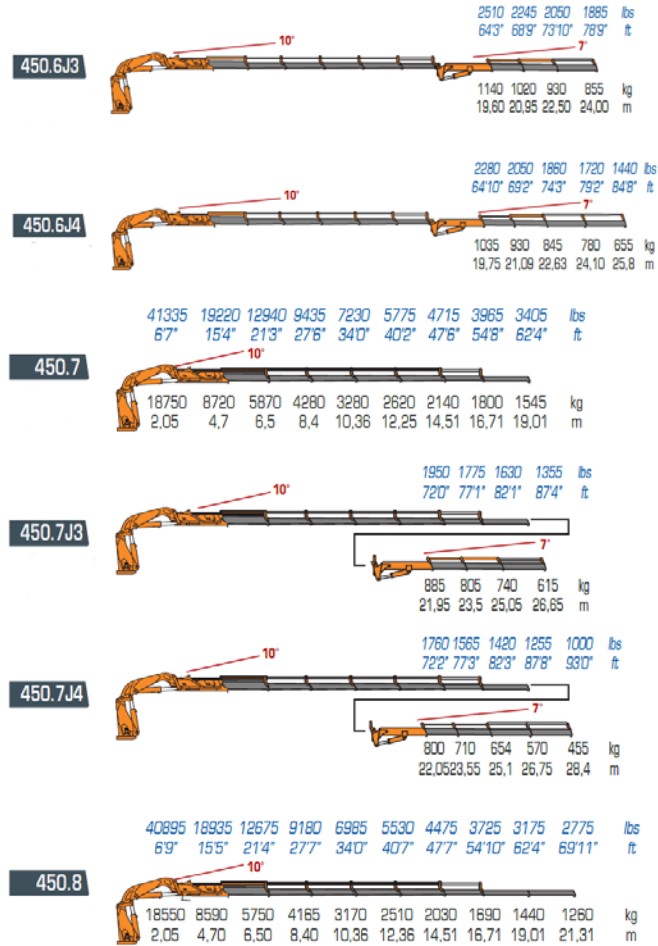 2510 2245 2050 1885 lbs
64'3" 68'9" 73'10" 78'9" ft
10°
7°
450.6J3
1140 1020 930 855 kg
19,60 20,95 22,50 24,00 m
2280 2050 1860 1720 1440 lbs
64'10" 69'2" 74'3" 79'2" 84'8" ft
10°
7°
450.6J4
1035 930 845 780 655 kg
19,75 21,09 22,63 24,10 25,8 m
41335 19220 12940 9435 7230 5775 4715 3965 3405 lbs
6'7" 15'4" 21'3" 27'6" 34'0" 40'2" 47'6" 54'8" 62'4" ft
10°
450.7
18750 8720 5870 4280 3280 2620 2140 1800 1545 kg
2,05 4,7 6,5 8,4 10,36 12,25 14,51 16,71 19,01 m
1950 1775 1630 1355 lbs
72'0" 77'1" 82'1" 87'4" ft
10°
450.7J3
7°
885 805 740 615 kg
21,95 23,5 25,05 26,65 m
1760 1565 1420 1255 1000 lbs
72'2" 77'3" 82'3" 87'8" 93'0" ft
10°
450.7J4
7°
800 710 654 570 455 kg
22,05 23,55 25,1 26,75 28,4 m
40895 18935 12675 9180 6985 5530 4475 3725 3175 2775 lbs
6'9" 15'5" 21'4" 27'7" 34'0" 40'7" 47'7" 54'10" 62'4" 69'11" ft
10°
450.8
18550 8590 5750 4165 3170 2510 2030 1690 1440 1260 kg
2,05 4,70 6,50 8,40 10,36 12,36 14,51 16,71 19,01 21,31 m